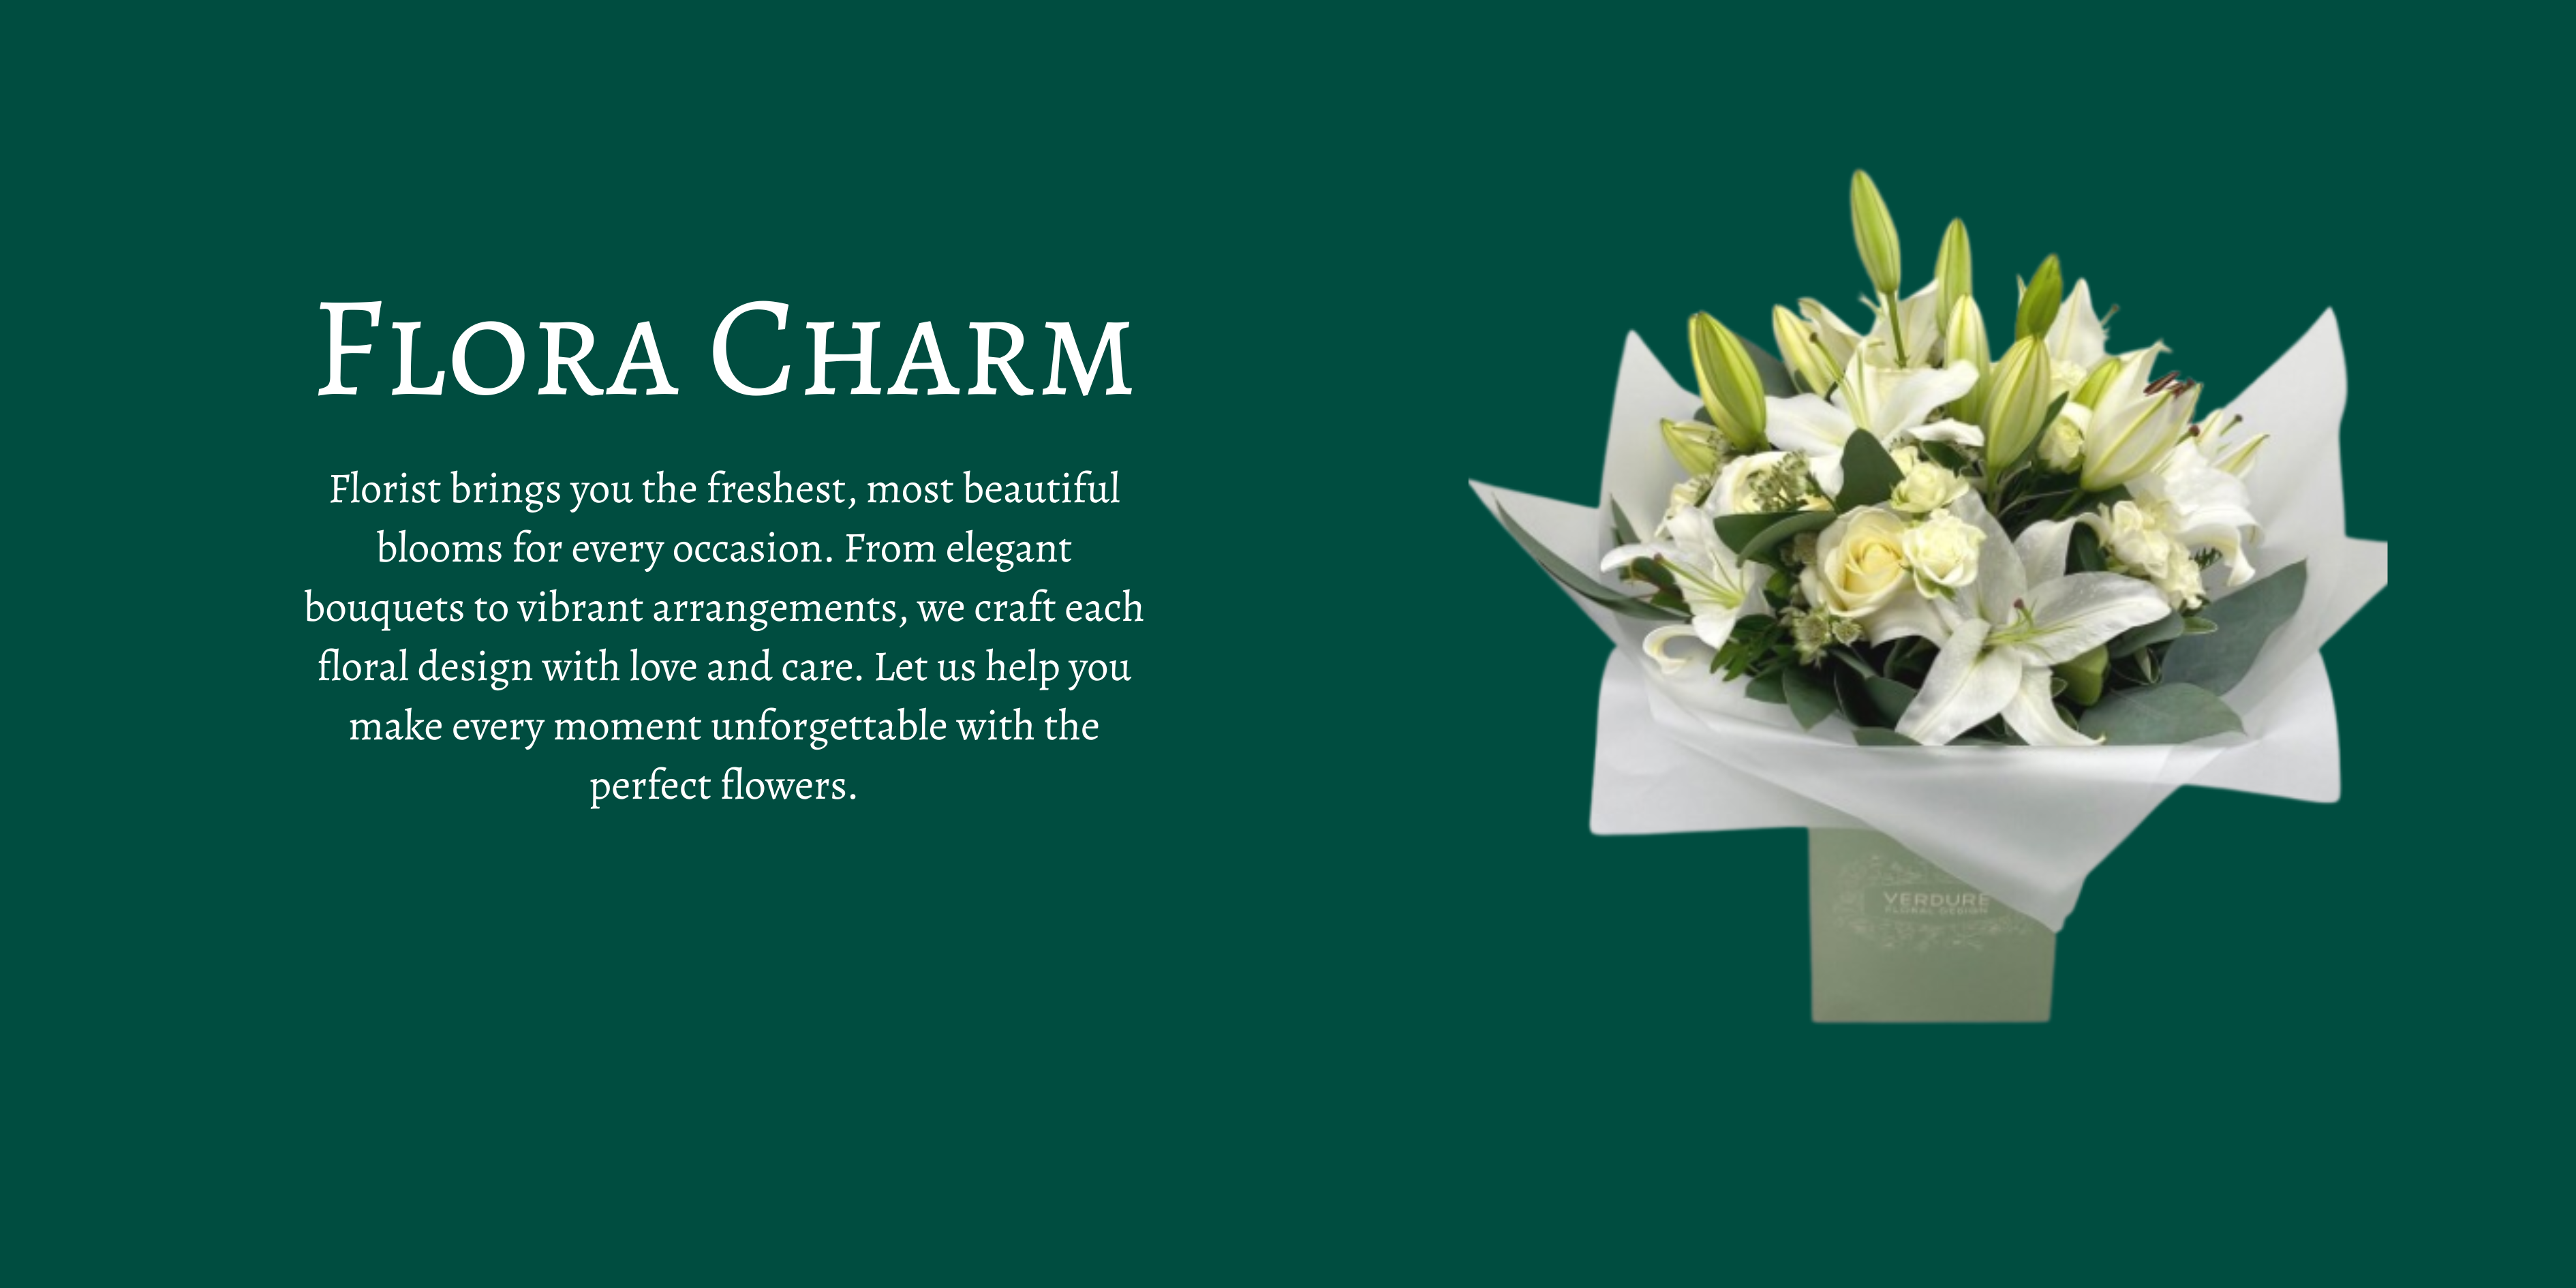 Flora Charm
Florist brings you the freshest, most beautiful
blooms for every occasion. From elegant
bouquets to vibrant arrangements, we craft each
floral design with love and care. Let us help you
make every moment unforgettable with the
perfect flowers.
VERDURE
FLORAL DESIGN